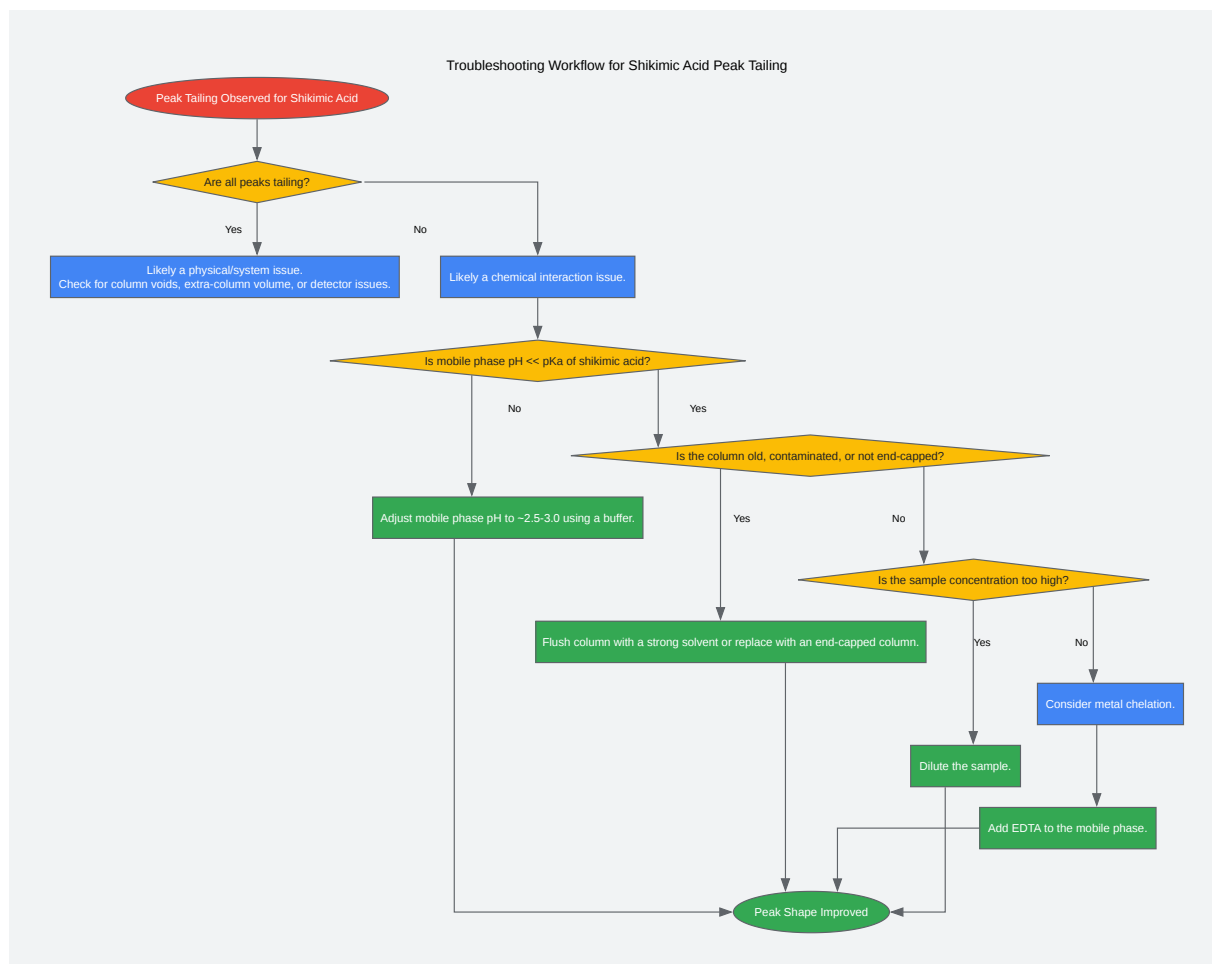 Troubleshooting Workflow for Shikimic Acid Peak Tailing
Peak Tailing Observed for Shikimic Acid
Are all peaks tailing?
Yes
No
Likely a physical/system issue.
Check for column voids, extra-column volume, or detector issues.
Likely a chemical interaction issue.
Is mobile phase pH << pKa of shikimic acid?
No
Yes
Is the column old, contaminated, or not end-capped?
Adjust mobile phase pH to ~2.5-3.0 using a buffer.
Yes
No
Is the sample concentration too high?
Flush column with a strong solvent or replace with an end-capped column.
Yes
No
Consider metal chelation.
Dilute the sample.
Add EDTA to the mobile phase.
Peak Shape Improved